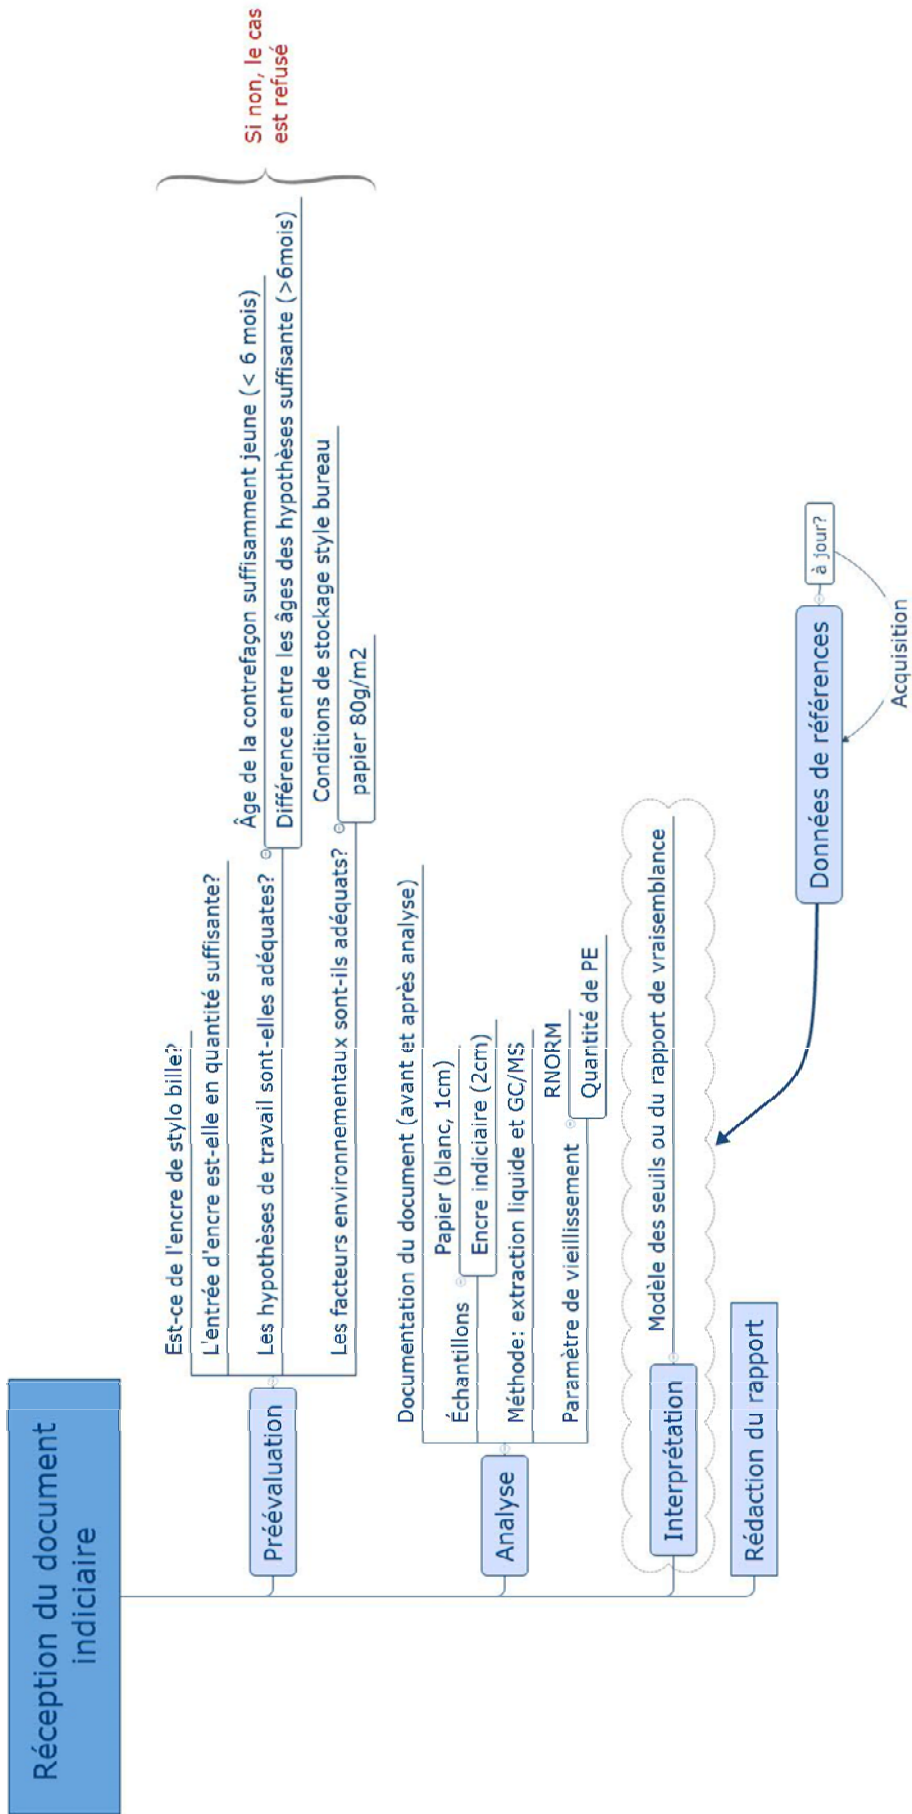 Réception du document
indiciaire
Préévaluation
Est-ce de l'encre de stylo bille?
L'entrée d'encre est-elle en quantité suffisante?
Les hypothèses de travail sont-elles adéquates?
Âge de la contrefaçon suffisamment jeune (< 6 mois)
Différence entre les âges des hypothèses suffisante (>6mois)
Les facteurs environnementaux sont-ils adéquats?
Conditions de stockage style bureau
papier 80g/m2
Si non, le cas
est refusé
Analyse
Documentation du document (avant et après analyse)
Échantillons
Papier (blanc, 1cm)
Encre indiciaire (2cm)
Méthode: extraction liquide et GC/MS
Paramètre de vieillissement
RNORM
Quantité de PE
Interprétation
Modèle des seuils ou du rapport de vraisemblance
Rédaction du rapport
Données de références
à jour?
Acquisition